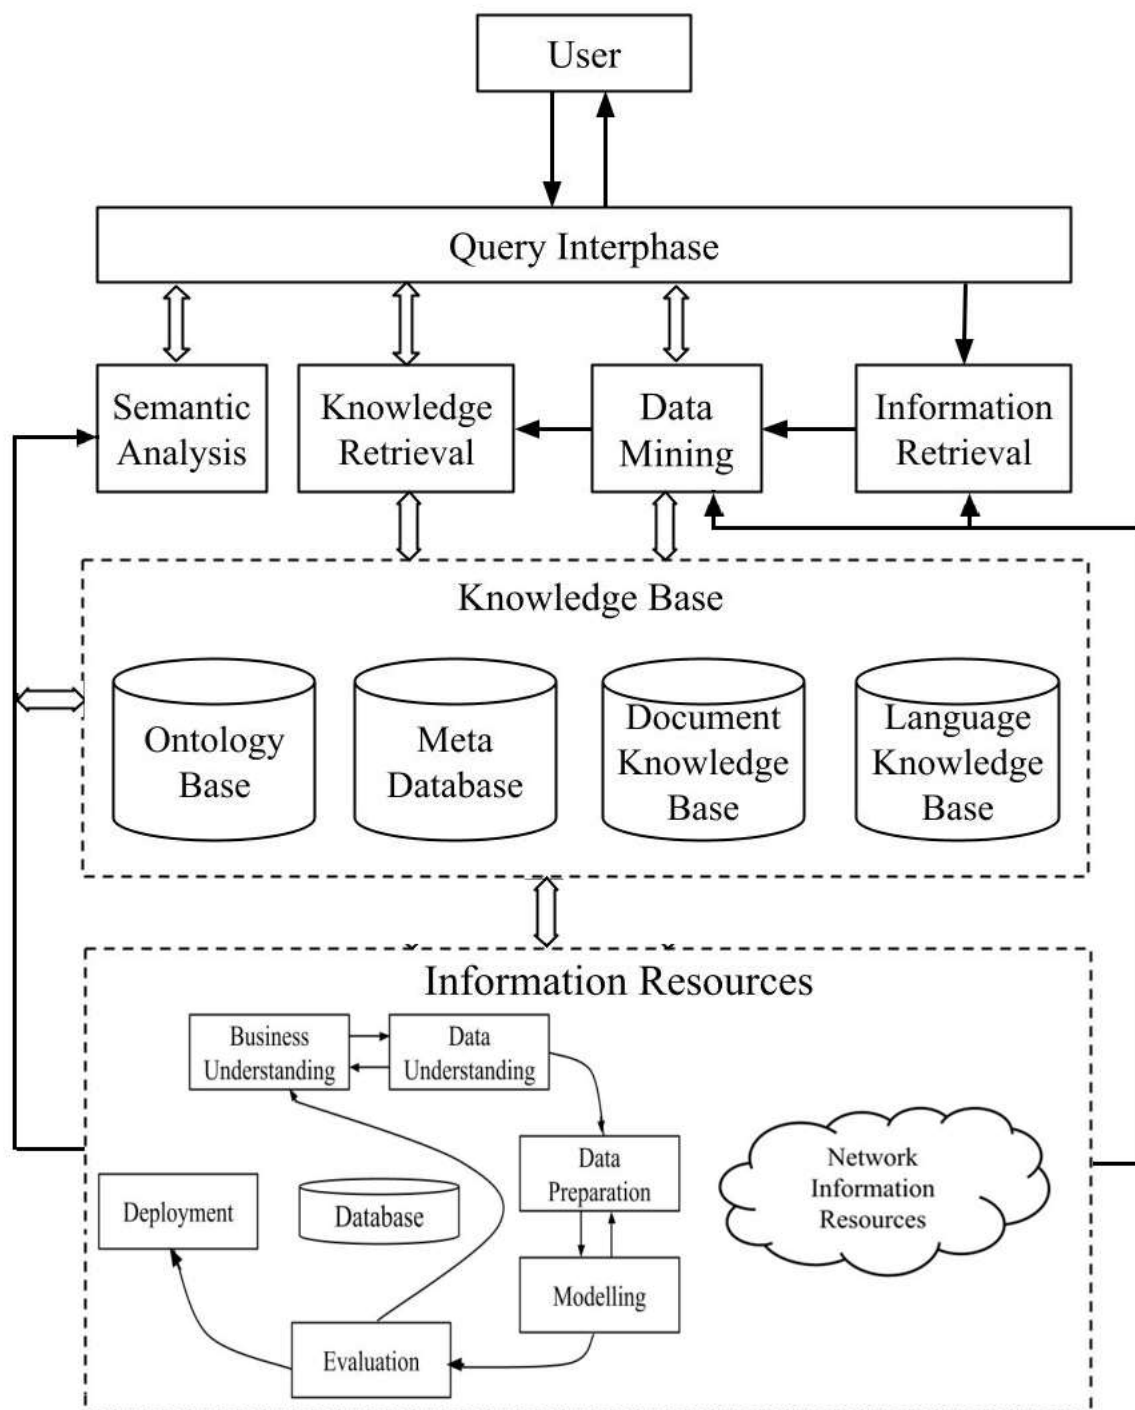 User
Query Interphase
Semantic
Analysis
Knowledge
Retrieval
Data
Mining
Information
Retrieval
Knowledge Base
Ontology
Base
Meta
Database
Document
Knowledge
Base
Language
Knowledge
Base
Information Resources
Business
Understanding
Data
Understanding
Data
Preparation
Network
Information
Resources
Deployment
Database
Modelling
Evaluation